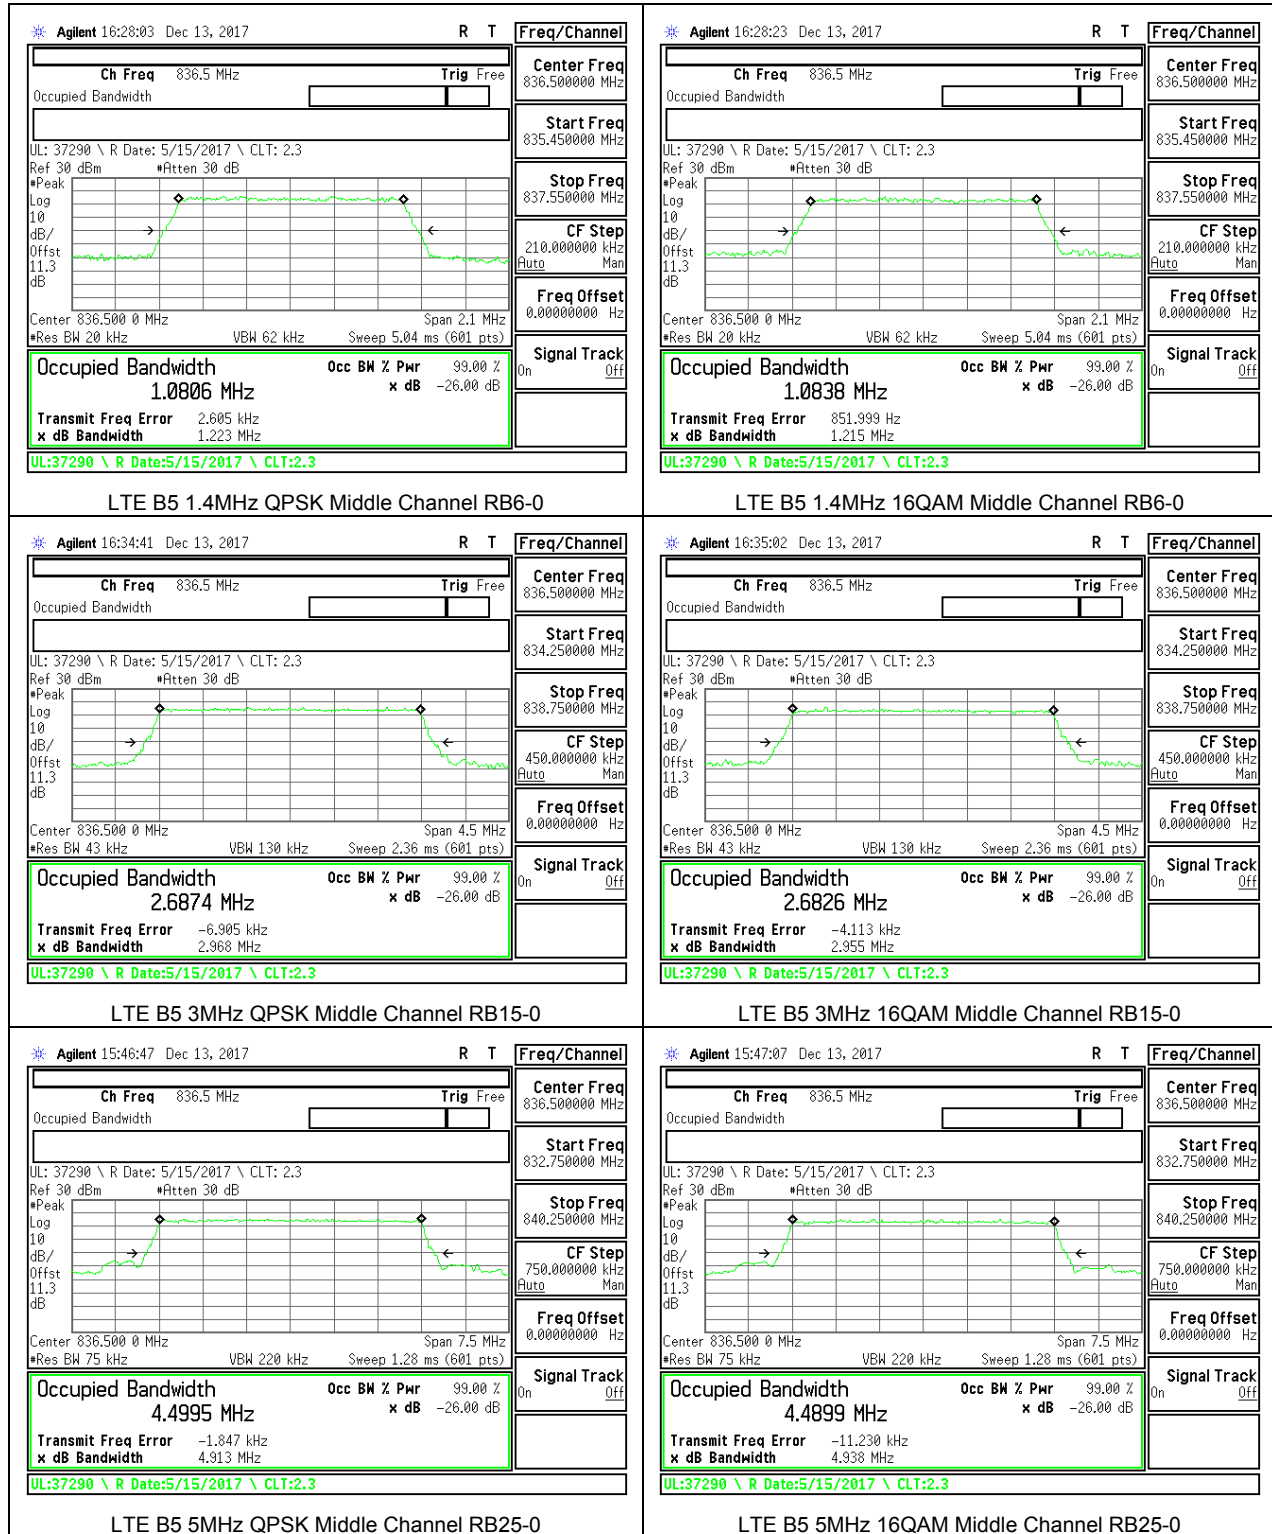 Agilent 16:28:03 Dec 13, 2017 R T
Freq/Channel
Ch Freq 836.5 MHz Trig Free
Occupied Bandwidth
Center Freq
836.500000 MHz
Start Freq
835.450000 MHz
UL: 37290 \ R Date: 5/15/2017 \ CLT: 2.3
Ref 30 dBm #Atten 30 dB
#Peak
Log
10
dB/
Offst
11.3
dB
Stop Freq
837.550000 MHz
CF Step
210.000000 kHz
Auto Man
Freq Offset
0.00000000 Hz
Center 836.500 0 MHz Span 2.1 MHz
#Res BW 20 kHz VBW 62 kHz Sweep 5.04 ms (601 pts)
Signal Track
On Off
Occupied Bandwidth Occ BW % Pwr 99.00 %
1.0806 MHz x dB -26.00 dB
Transmit Freq Error 2.605 kHz
x dB Bandwidth 1.223 MHz
UL:37290 \ R Date:5/15/2017 \ CLT:2.3
LTE B5 1.4MHz QPSK Middle Channel RB6-0
Agilent 16:28:23 Dec 13, 2017 R T
Freq/Channel
Ch Freq 836.5 MHz Trig Free
Occupied Bandwidth
Center Freq
836.500000 MHz
Start Freq
835.450000 MHz
UL: 37290 \ R Date: 5/15/2017 \ CLT: 2.3
Ref 30 dBm #Atten 30 dB
#Peak
Log
10
dB/
Offst
11.3
dB
Stop Freq
837.550000 MHz
CF Step
210.000000 kHz
Auto Man
Freq Offset
0.00000000 Hz
Center 836.500 0 MHz Span 2.1 MHz
#Res BW 20 kHz VBW 62 kHz Sweep 5.04 ms (601 pts)
Signal Track
On Off
Occupied Bandwidth Occ BW % Pwr 99.00 %
1.0838 MHz x dB -26.00 dB
Transmit Freq Error 851.999 Hz
x dB Bandwidth 1.215 MHz
UL:37290 \ R Date:5/15/2017 \ CLT:2.3
LTE B5 1.4MHz 16QAM Middle Channel RB6-0
Agilent 16:34:41 Dec 13, 2017 R T
Freq/Channel
Ch Freq 836.5 MHz Trig Free
Occupied Bandwidth
Center Freq
836.500000 MHz
Start Freq
834.250000 MHz
UL: 37290 \ R Date: 5/15/2017 \ CLT: 2.3
Ref 30 dBm #Atten 30 dB
#Peak
Log
10
dB/
Offst
11.3
dB
Stop Freq
838.750000 MHz
CF Step
450.000000 kHz
Auto Man
Freq Offset
0.00000000 Hz
Center 836.500 0 MHz Span 4.5 MHz
#Res BW 43 kHz VBW 130 kHz Sweep 2.36 ms (601 pts)
Signal Track
On Off
Occupied Bandwidth Occ BW % Pwr 99.00 %
2.6874 MHz x dB -26.00 dB
Transmit Freq Error -6.905 kHz
x dB Bandwidth 2.968 MHz
UL:37290 \ R Date:5/15/2017 \ CLT:2.3
LTE B5 3MHz QPSK Middle Channel RB15-0
Agilent 16:35:02 Dec 13, 2017 R T
Freq/Channel
Ch Freq 836.5 MHz Trig Free
Occupied Bandwidth
Center Freq
836.500000 MHz
Start Freq
834.250000 MHz
UL: 37290 \ R Date: 5/15/2017 \ CLT: 2.3
Ref 30 dBm #Atten 30 dB
#Peak
Log
10
dB/
Offst
11.3
dB
Stop Freq
838.750000 MHz
CF Step
450.000000 kHz
Auto Man
Freq Offset
0.00000000 Hz
Center 836.500 0 MHz Span 4.5 MHz
#Res BW 43 kHz VBW 130 kHz Sweep 2.36 ms (601 pts)
Signal Track
On Off
Occupied Bandwidth Occ BW % Pwr 99.00 %
2.6826 MHz x dB -26.00 dB
Transmit Freq Error -4.113 kHz
x dB Bandwidth 2.955 MHz
UL:37290 \ R Date:5/15/2017 \ CLT:2.3
LTE B5 3MHz 16QAM Middle Channel RB15-0
Agilent 15:46:47 Dec 13, 2017 R T
Freq/Channel
Ch Freq 836.5 MHz Trig Free
Occupied Bandwidth
Center Freq
836.500000 MHz
Start Freq
832.750000 MHz
UL: 37290 \ R Date: 5/15/2017 \ CLT: 2.3
Ref 30 dBm #Atten 30 dB
#Peak
Log
10
dB/
Offst
11.3
dB
Stop Freq
840.250000 MHz
CF Step
750.000000 kHz
Auto Man
Freq Offset
0.00000000 Hz
Center 836.500 0 MHz Span 7.5 MHz
#Res BW 75 kHz VBW 220 kHz Sweep 1.28 ms (601 pts)
Signal Track
On Off
Occupied Bandwidth Occ BW % Pwr 99.00 %
4.4995 MHz x dB -26.00 dB
Transmit Freq Error -1.847 kHz
x dB Bandwidth 4.913 MHz
UL:37290 \ R Date:5/15/2017 \ CLT:2.3
LTE B5 5MHz QPSK Middle Channel RB25-0
Agilent 15:47:07 Dec 13, 2017 R T
Freq/Channel
Ch Freq 836.5 MHz Trig Free
Occupied Bandwidth
Center Freq
836.500000 MHz
Start Freq
832.750000 MHz
UL: 37290 \ R Date: 5/15/2017 \ CLT: 2.3
Ref 30 dBm #Atten 30 dB
#Peak
Log
10
dB/
Offst
11.3
dB
Stop Freq
840.250000 MHz
CF Step
750.000000 kHz
Auto Man
Freq Offset
0.00000000 Hz
Center 836.500 0 MHz Span 7.5 MHz
#Res BW 75 kHz VBW 220 kHz Sweep 1.28 ms (601 pts)
Signal Track
On Off
Occupied Bandwidth Occ BW % Pwr 99.00 %
4.4899 MHz x dB -26.00 dB
Transmit Freq Error -11.230 kHz
x dB Bandwidth 4.938 MHz
UL:37290 \ R Date:5/15/2017 \ CLT:2.3
LTE B5 5MHz 16QAM Middle Channel RB25-0